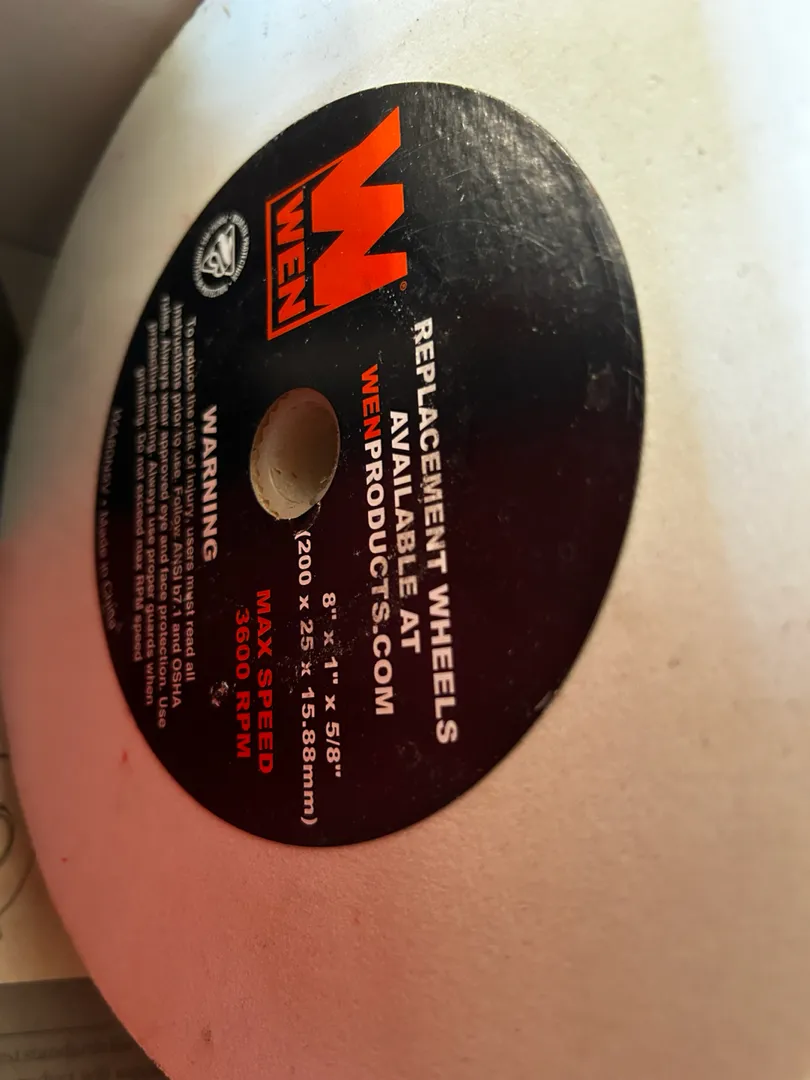 WEN
®
REPLACEMENT WHEELS
AVAILABLE AT
WENPRODUCTS.COM
8" x 1" x 5/8"
(200 x 25 x 15.88mm)
MAX SPEED
3600 RPM
WARNING
To reduce the risk of injury, users must read all
instructions prior to use. Follow ANSI b7.1 and OSHA
rules. Always wear approved eye and face protection. Use
protective clothing. Always use proper guards when
grinding. Do not exceed max RPM speed
Made in China